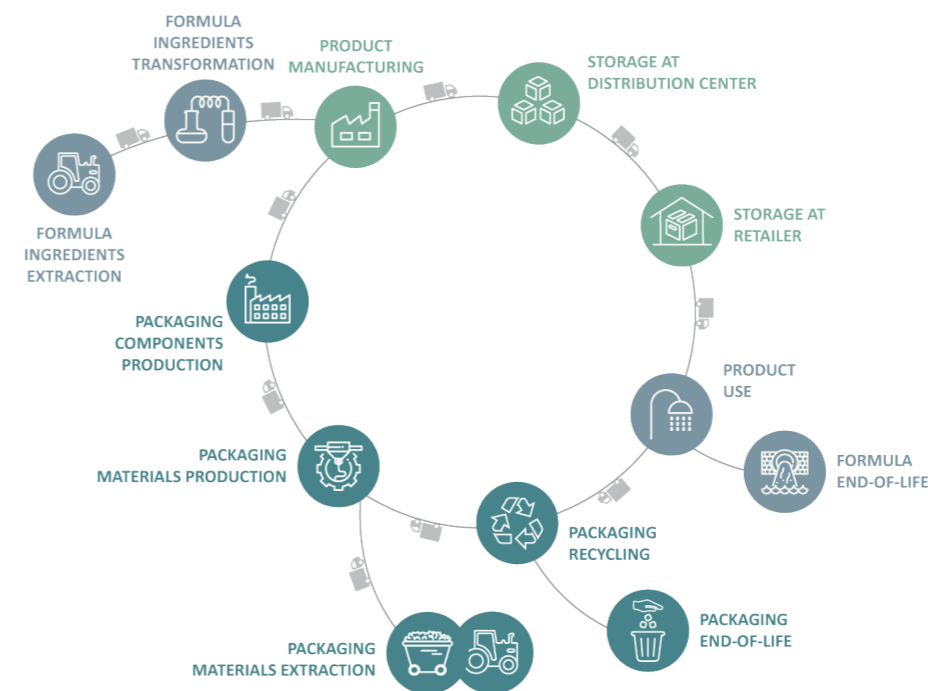 FORMULA
INGREDIENTS
TRANSFORMATION
PRODUCT
MANUFACTURING
STORAGE AT
DISTRIBUTION CENTER
FORMULA
INGREDIENTS
EXTRACTION
STORAGE AT
RETAILER
PACKAGING
COMPONENTS
PRODUCTION
PRODUCT
USE
PACKAGING
MATERIALS PRODUCTION
FORMULA
END-OF-LIFE
PACKAGING
RECYCLING
PACKAGING
END-OF-LIFE
PACKAGING
MATERIALS EXTRACTION